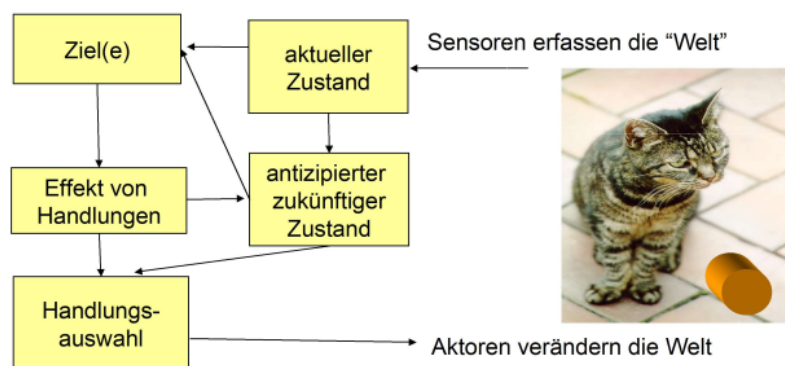 Ziel(e)
aktueller
Zustand
Sensoren erfassen die “Welt”
Effekt von
Handlungen
antizipierter
zukünftiger
Zustand
Handlungs-
auswahl
Aktoren verändern die Welt